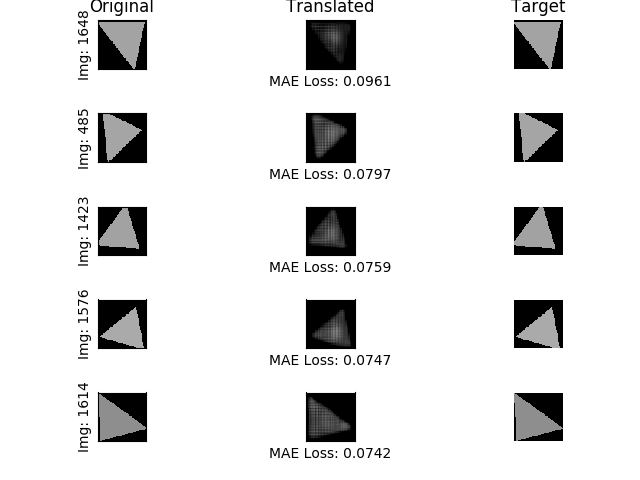 Original Translated Target
Img: 1648
MAE Loss: 0.0961
Img: 485
MAE Loss: 0.0797
Img: 1423
MAE Loss: 0.0759
Img: 1576
MAE Loss: 0.0747
Img: 1614
MAE Loss: 0.0742